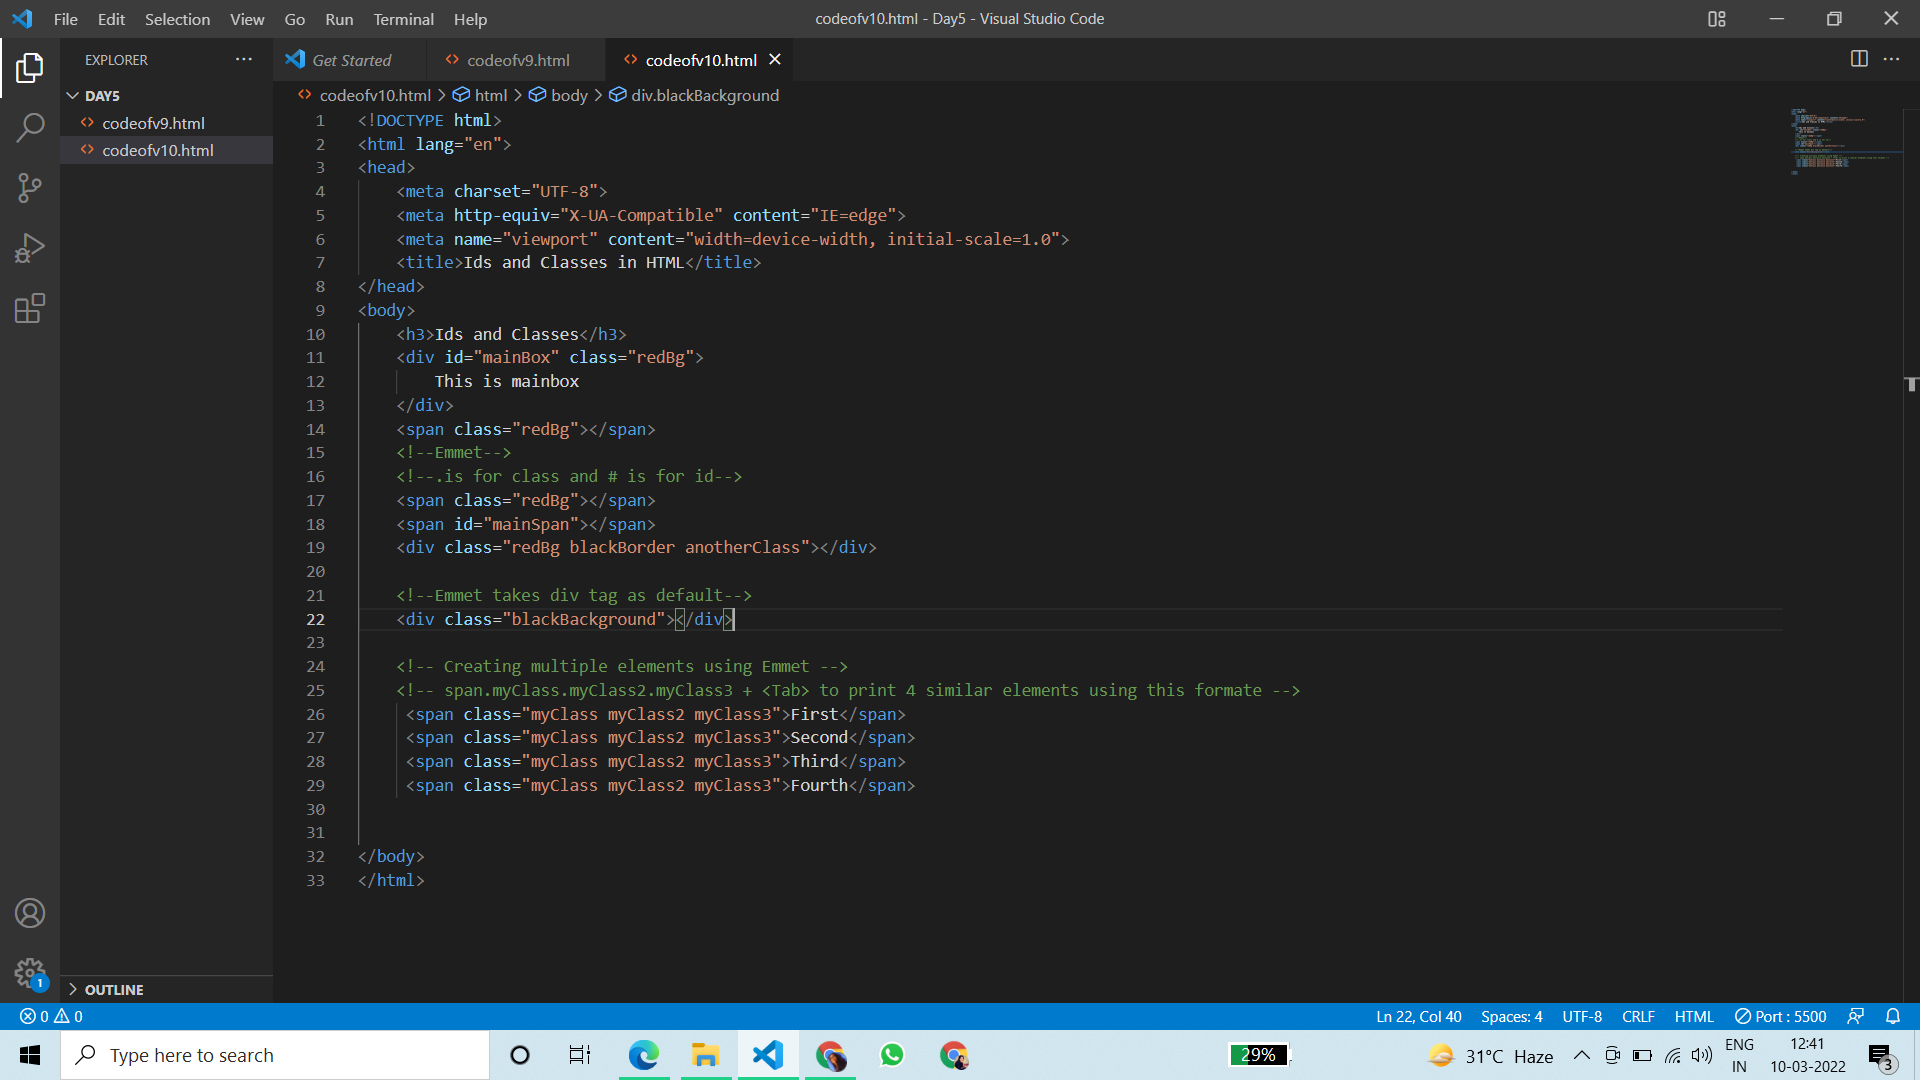 File Edit Selection View Go Run Terminal Help
codeofv10.html - Day5 - Visual Studio Code
EXPLORER
DAY5
codeofv9.html
codeofv10.html
OUTLINE
Get Started
codeofv9.html
codeofv10.html
codeofv10.html > html > body > div.blackBackground
1 <!DOCTYPE html>
2 <html lang="en">
3 <head>
4 <meta charset="UTF-8">
5 <meta http-equiv="X-UA-Compatible" content="IE=edge">
6 <meta name="viewport" content="width=device-width, initial-scale=1.0">
7 <title>Ids and Classes in HTML</title>
8 </head>
9 <body>
10 <h3>Ids and Classes</h3>
11 <div id="mainBox" class="redBg">
12 This is mainbox
13 </div>
14 <span class="redBg"></span>
15 <!--Emmet-->
16 <!--.is for class and # is for id-->
17 <span class="redBg"></span>
18 <span id="mainSpan"></span>
19 <div class="redBg blackBorder anotherClass"></div>
20
21 <!--Emmet takes div tag as default-->
22 <div class="blackBackground"></div>
23
24 <!-- Creating multiple elements using Emmet -->
25 <!-- span.myClass.myClass2.myClass3 + <Tab> to print 4 similar elements using this formate -->
26 <span class="myClass myClass2 myClass3">First</span>
27 <span class="myClass myClass2 myClass3">Second</span>
28 <span class="myClass myClass2 myClass3">Third</span>
29 <span class="myClass myClass2 myClass3">Fourth</span>
30
31
32 </body>
33 </html>
1
0 0
Ln 22, Col 40 Spaces: 4 UTF-8 CRLF HTML Port : 5500
Type here to search
29%
31°C Haze
ENG
IN
12:41
10-03-2022
3